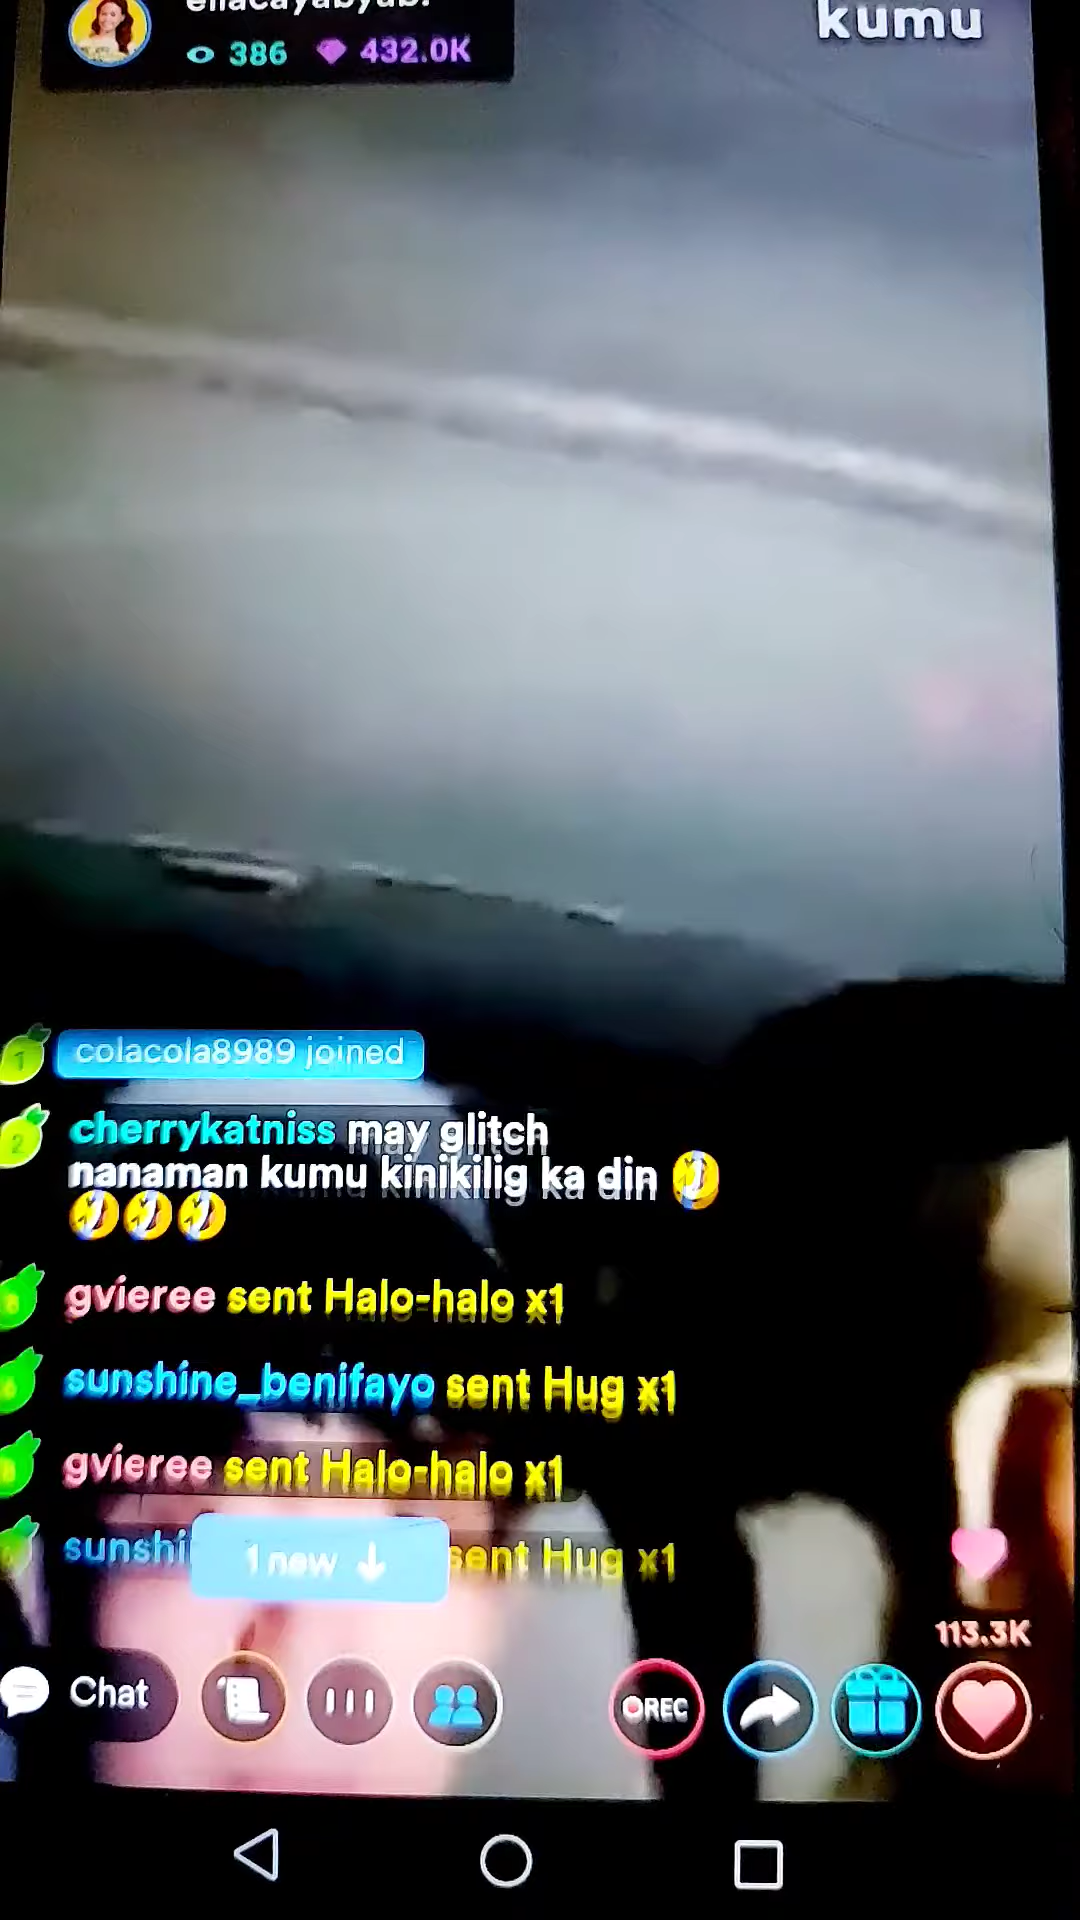 kumu
386 432.0K
1 colacola8989 joined
2 cherrykatniss may glitch
nanaman kumu kinikilig ka din
gvieree sent Halo-halo x1
sunshine_benifayo sent Hug x1
gvieree sent Halo-halo x1
sunshi 1 new sent Hug x1
113.3K
Chat
REC